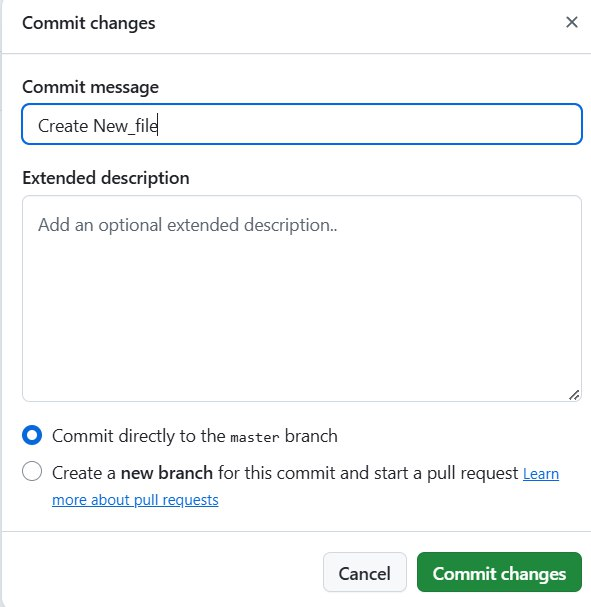 Commit changes
Commit message
Create New_file
Extended description
Add an optional extended description..
Commit directly to the master branch
Create a new branch for this commit and start a pull request Learn
more about pull requests
Cancel
Commit changes